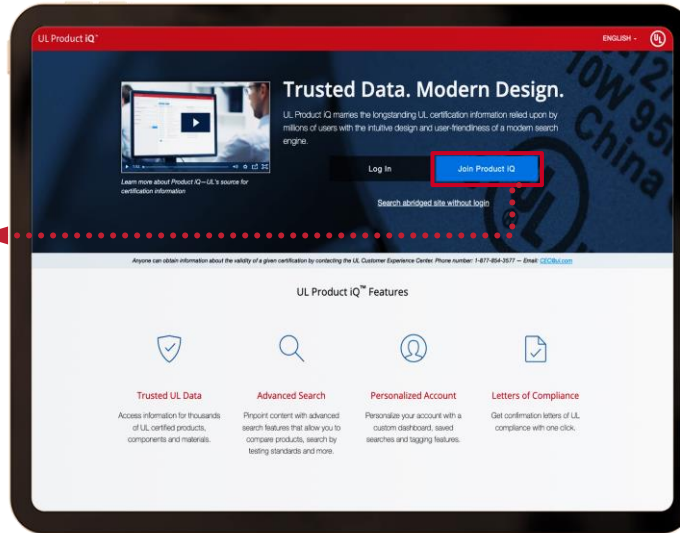 UL Product iQ™
ENGLISH
UL
Trusted Data. Modern Design.
UL Product iQ marries the longstanding UL certification information relied upon by
millions of users with the intuitive design and user-friendliness of a modern search
engine.
Learn more about Product iQ—UL's source for
certification information
Log In
Join Product iQ
Search abridged site without login
10W 95
China
UL
Anyone can obtain information about the validity of a given certification by contacting the UL Customer Experience Center. Phone number: 1-877-854-3577 — Email: CEC@ul.com
UL Product iQ™ Features
Trusted UL Data
Access information for thousands
of UL certified products,
components and materials.
Advanced Search
Pinpoint content with advanced
search features that allow you to
compare products, search by
testing standards and more.
Personalized Account
Personalize your account with a
custom dashboard, saved
searches and tagging features.
Letters of Compliance
Get confirmation letters of UL
compliance with one click.